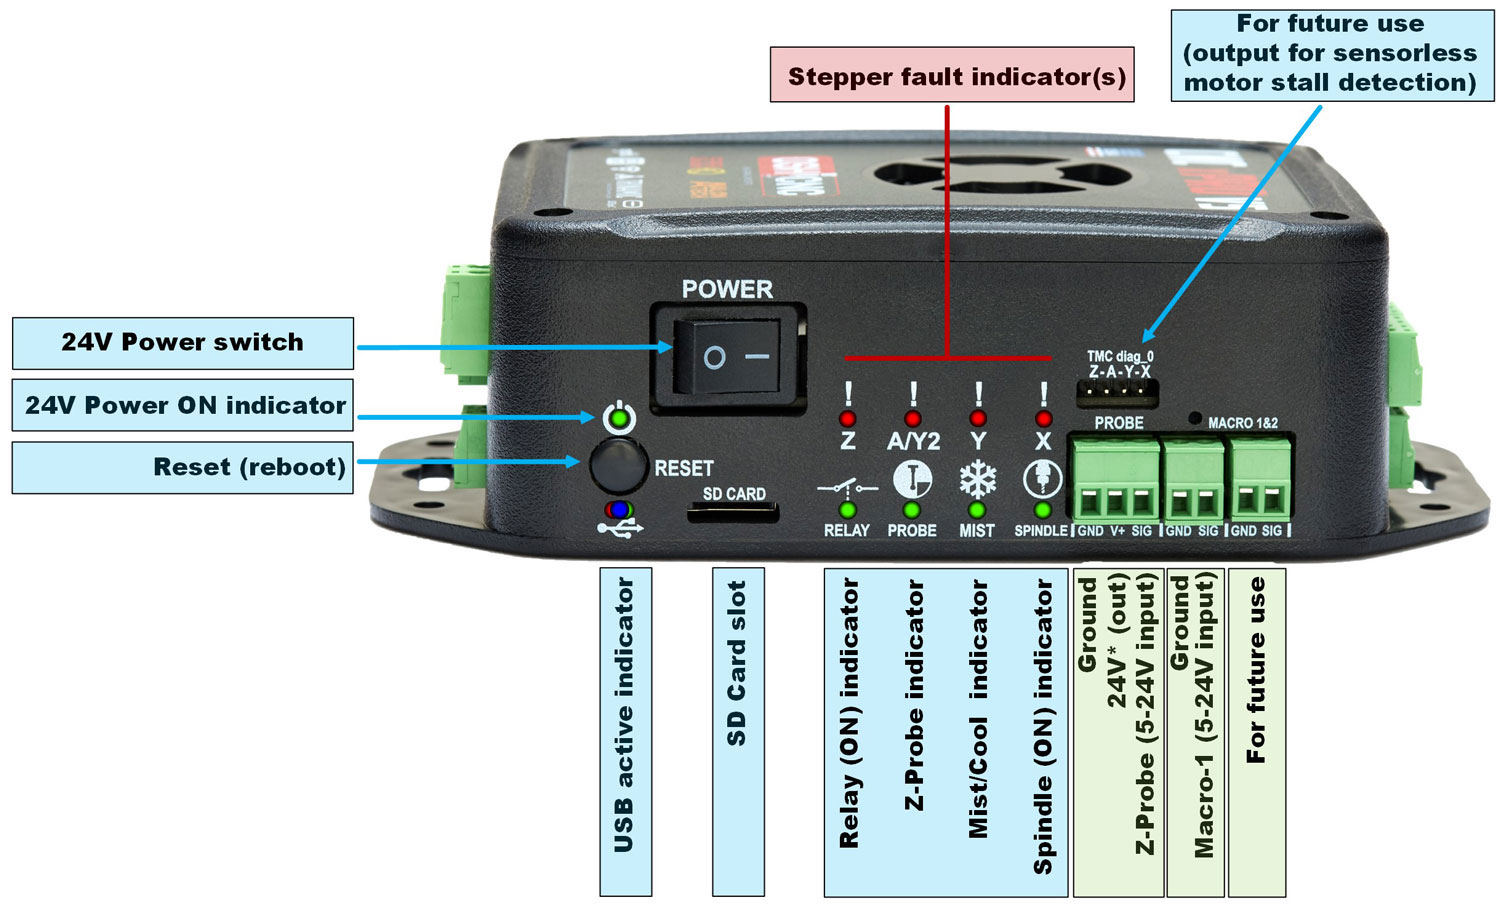 For future use
(output for sensorless
motor stall detection)
Stepper fault indicator(s)
24V Power switch
24V Power ON indicator
Reset (reboot)
POWER
TMC diag_0
Z-A-Y-X
! ! ! !
Z A/Y2 Y X
PROBE
MACRO 1&2
RESET
SD CARD
RELAY PROBE MIST SPINDLE
GND V+ SIG GND SIG GND SIG
USB active indicator
SD Card slot
Relay (ON) indicator
Z-Probe indicator
Mist/Cool indicator
Spindle (ON) indicator
Ground
24V* (out)
Z-Probe (5-24V input)
Ground
Macro-1 (5-24V input)
For future use